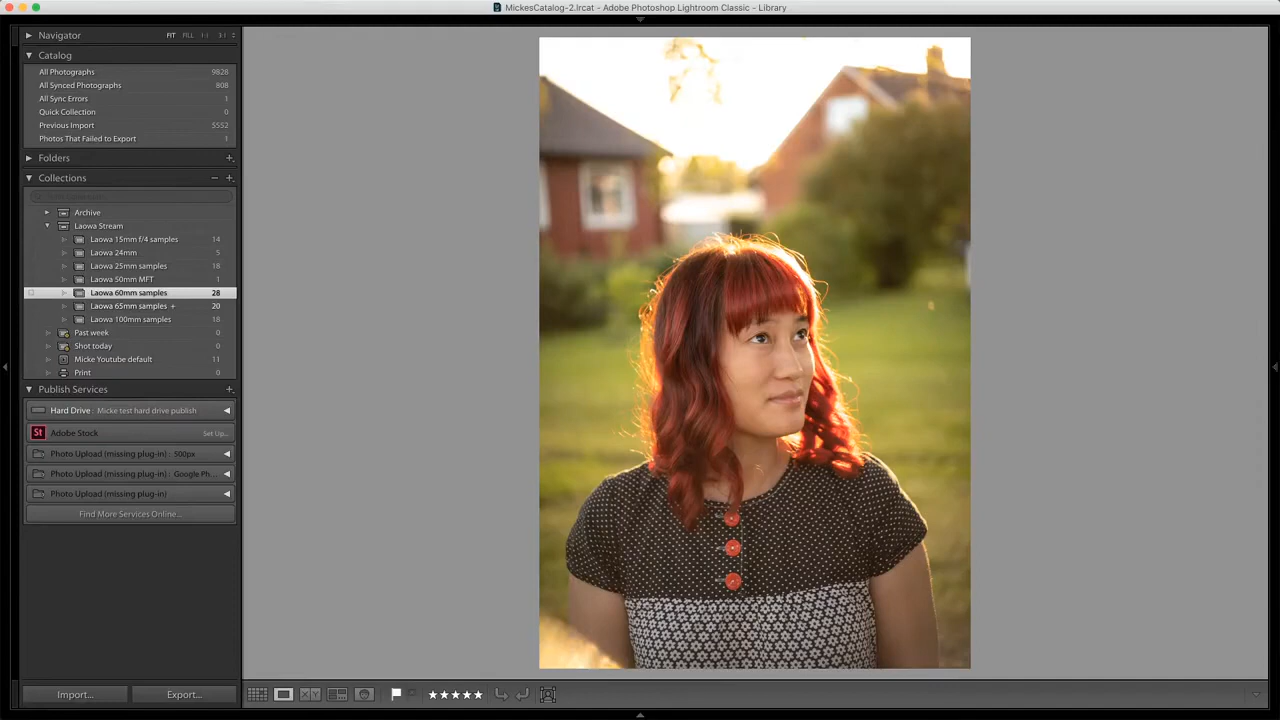 MickesCatalog-2.lrcat - Adobe Photoshop Lightroom Classic - Library
Navigator FIT FILL 1:1 3:1
Catalog
All Photographs 9828
All Synced Photographs 808
All Sync Errors 1
Quick Collection 0
Previous Import 5552
Photos That Failed to Export 1
Folders +
Collections − +
Archive
Laowa Stream
Laowa 15mm f/4 samples 14
Laowa 24mm 5
Laowa 25mm samples 18
Laowa 50mm MFT 1
Laowa 60mm samples 28
Laowa 65mm samples + 20
Laowa 100mm samples 18
Past week 0
Shot today 0
Micke Youtube default 11
Print 0
Publish Services +
Hard Drive : Micke test hard drive publish
St Adobe Stock Set Up...
Photo Upload (missing plug-in) : 500px
Photo Upload (missing plug-in) : Google Ph...
Photo Upload (missing plug-in)
Find More Services Online...
Import... Export... XY